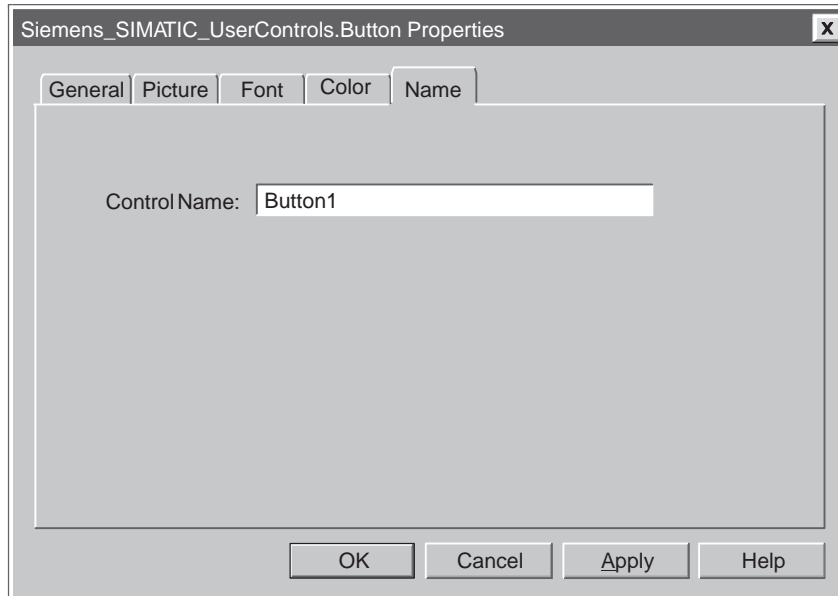 Siemens_SIMATIC_UserControls.Button Properties X
General Picture Font Color Name
Control Name: Button1
OK Cancel Apply Help